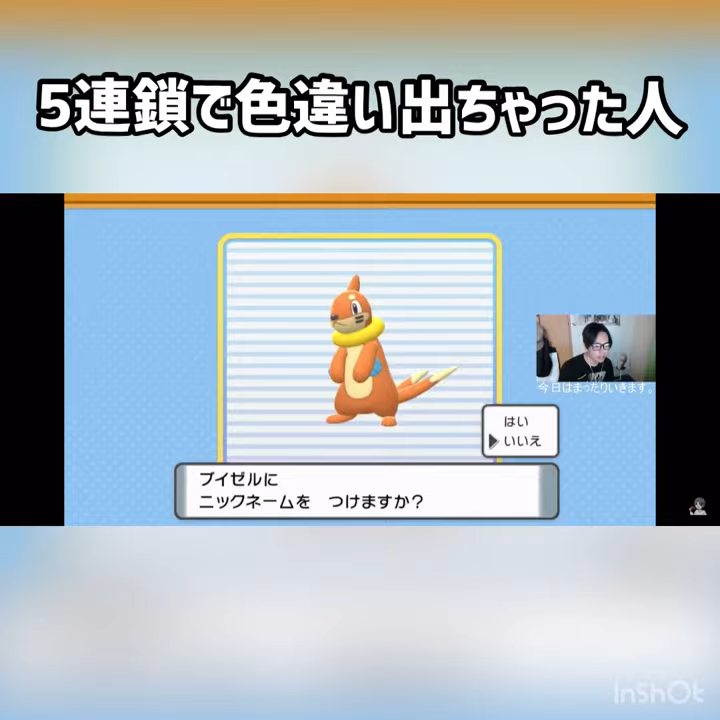 5連鎖で色違い出ちゃった人
今日はまったりいきます。
はい
いいえ
ブイゼルに
ニックネームを つけますか?
InShOt